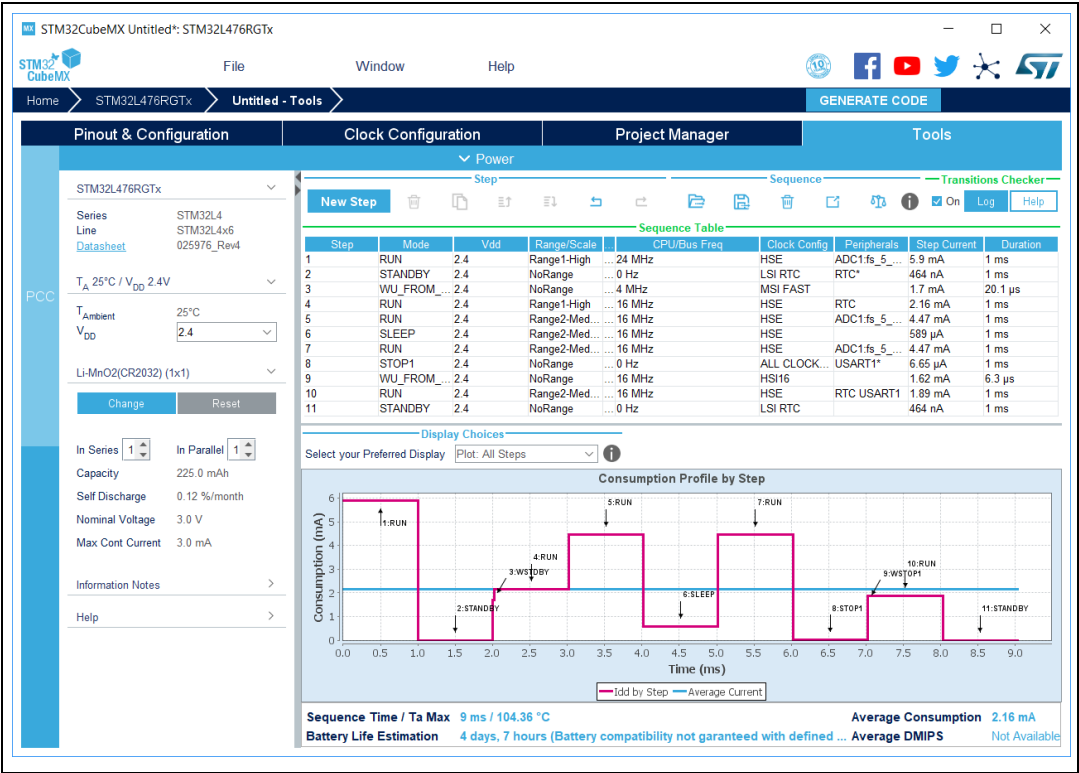 MX STM32CubeMX Untitled*: STM32L476RGTx
STM32 CubeMX File Window Help 10
Home STM32L476RGTx Untitled - Tools GENERATE CODE
Pinout & Configuration Clock Configuration Project Manager Tools
Power
PCC
STM32L476RGTx
Series STM32L4
Line STM32L4x6
Datasheet 025976_Rev4
TA 25°C / VDD 2.4V
TAmbient 25°C
VDD 2.4
Li-MnO2(CR2032) (1x1)
Change Reset
In Series 1 In Parallel 1
Capacity 225.0 mAh
Self Discharge 0.12 %/month
Nominal Voltage 3.0 V
Max Cont Current 3.0 mA
Information Notes
Help
Step Sequence Transitions Checker
New Step On Log Help
Sequence Table
Step Mode Vdd Range/Scale ... CPU/Bus Freq Clock Config Peripherals Step Current Duration
1 RUN 2.4 Range1-High ... 24 MHz HSE ADC1:fs_5_... 5.9 mA 1 ms
2 STANDBY 2.4 NoRange ... 0 Hz LSI RTC RTC* 464 nA 1 ms
3 WU_FROM_... 2.4 NoRange ... 4 MHz MSI FAST 1.7 mA 20.1 µs
4 RUN 2.4 Range1-High ... 16 MHz HSE RTC 2.16 mA 1 ms
5 RUN 2.4 Range2-Med... ... 16 MHz HSE ADC1:fs_5_... 4.47 mA 1 ms
6 SLEEP 2.4 Range2-Med... ... 16 MHz HSE 589 µA 1 ms
7 RUN 2.4 Range2-Med... ... 16 MHz HSE ADC1:fs_5_... 4.47 mA 1 ms
8 STOP1 2.4 NoRange ... 0 Hz ALL CLOCK... USART1* 6.65 µA 1 ms
9 WU_FROM_... 2.4 NoRange ... 16 MHz HSI16 1.62 mA 6.3 µs
10 RUN 2.4 Range2-Med... ... 16 MHz HSE RTC USART1 1.89 mA 1 ms
11 STANDBY 2.4 NoRange ... 0 Hz LSI RTC 464 nA 1 ms
Display Choices
Select your Preferred Display Plot: All Steps
Consumption Profile by Step
Consumption (mA)
6
5
4
3
2
1
0
1:RUN
2:STANDBY
3:WSTDBY
4:RUN
5:RUN
6:SLEEP
7:RUN
8:STOP1
9:WSTOP1
10:RUN
11:STANDBY
0.0 0.5 1.0 1.5 2.0 2.5 3.0 3.5 4.0 4.5 5.0 5.5 6.0 6.5 7.0 7.5 8.0 8.5 9.0
Time (ms)
Idd by Step Average Current
Sequence Time / Ta Max 9 ms / 104.36 °C Average Consumption 2.16 mA
Battery Life Estimation 4 days, 7 hours (Battery compatibility not garanteed with defined ... Average DMIPS Not Available